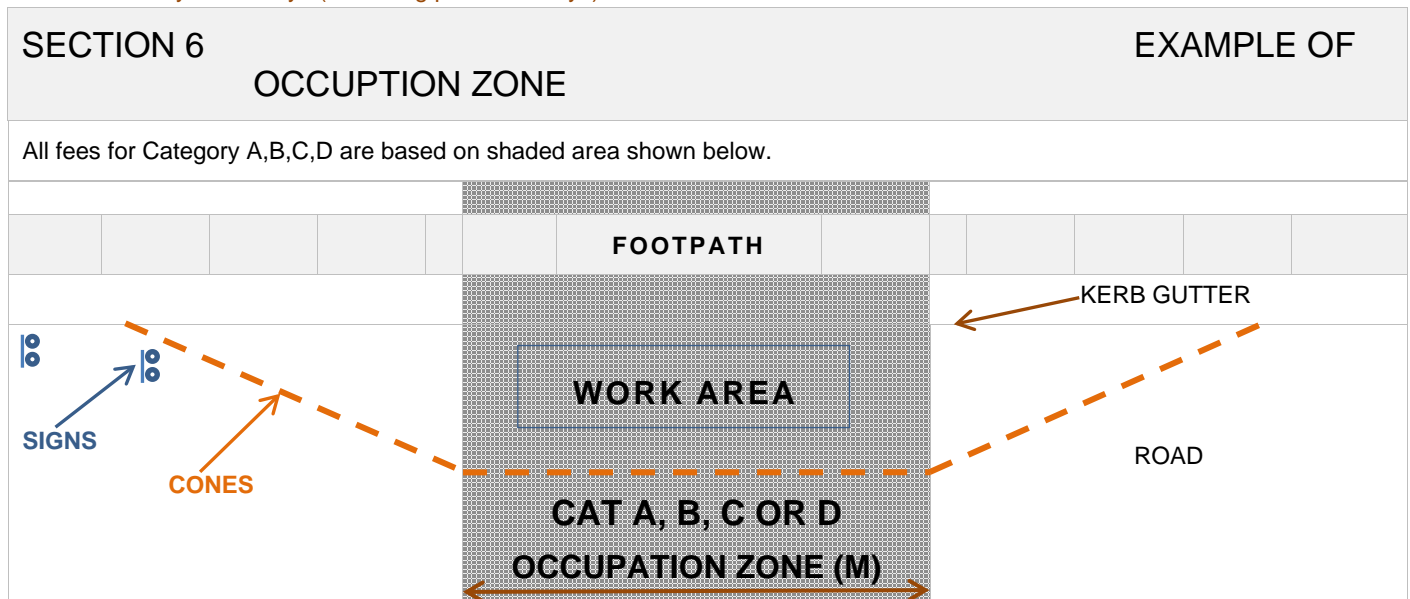 SECTION 6 EXAMPLE OF
OCCUPTION ZONE
All fees for Category A,B,C,D are based on shaded area shown below.
FOOTPATH
KERB GUTTER
WORK AREA
SIGNS
ROAD
CONES
CAT A, B, C OR D
OCCUPATION ZONE (M)